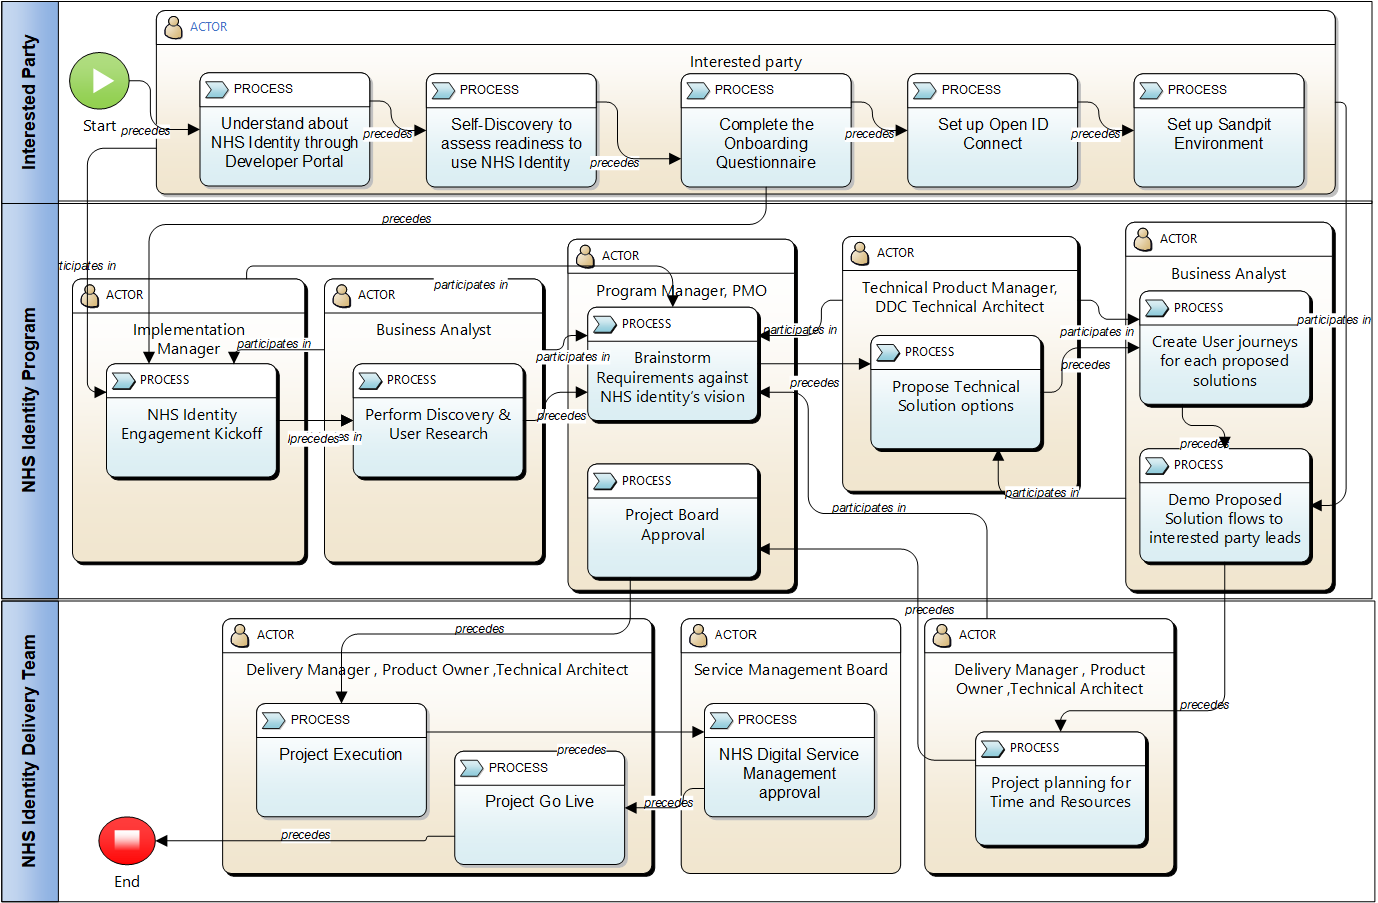 Interested Party
ACTOR
Interested party
Start
precedes
PROCESS
Understand about
NHS Identity through
Developer Portal
precedes
PROCESS
Self-Discovery to
assess readiness to
use NHS Identity
precedes
PROCESS
Complete the
Onboarding
Questionnaire
precedes
PROCESS
Set up Open ID
Connect
precedes
PROCESS
Set up Sandpit
Environment
NHS Identity Program
precedes
ticipates in
ACTOR
Implementation
Manager
PROCESS
NHS Identity
Engagement Kickoff
participates in
precedes
es in
ACTOR
Business Analyst
PROCESS
Perform Discovery &
User Research
participates in
participates in
precedes
ACTOR
Program Manager, PMO
PROCESS
Brainstorm
Requirements against
NHS identity's vision
PROCESS
Project Board
Approval
participates in
precedes
participates in
ACTOR
Technical Product Manager,
DDC Technical Architect
PROCESS
Propose Technical
Solution options
participates in
precedes
participates in
ACTOR
Business Analyst
PROCESS
Create User journeys
for each proposed
solutions
participates in
precedes
PROCESS
Demo Proposed
Solution flows to
interested party leads
NHS Identity Delivery Team
precedes
ACTOR
Delivery Manager , Product Owner ,Technical Architect
PROCESS
Project Execution
precedes
PROCESS
Project Go Live
precedes
precedes
End
ACTOR
Service Management Board
PROCESS
NHS Digital Service
Management
approval
precedes
ACTOR
Delivery Manager , Product
Owner ,Technical Architect
precedes
PROCESS
Project planning for
Time and Resources